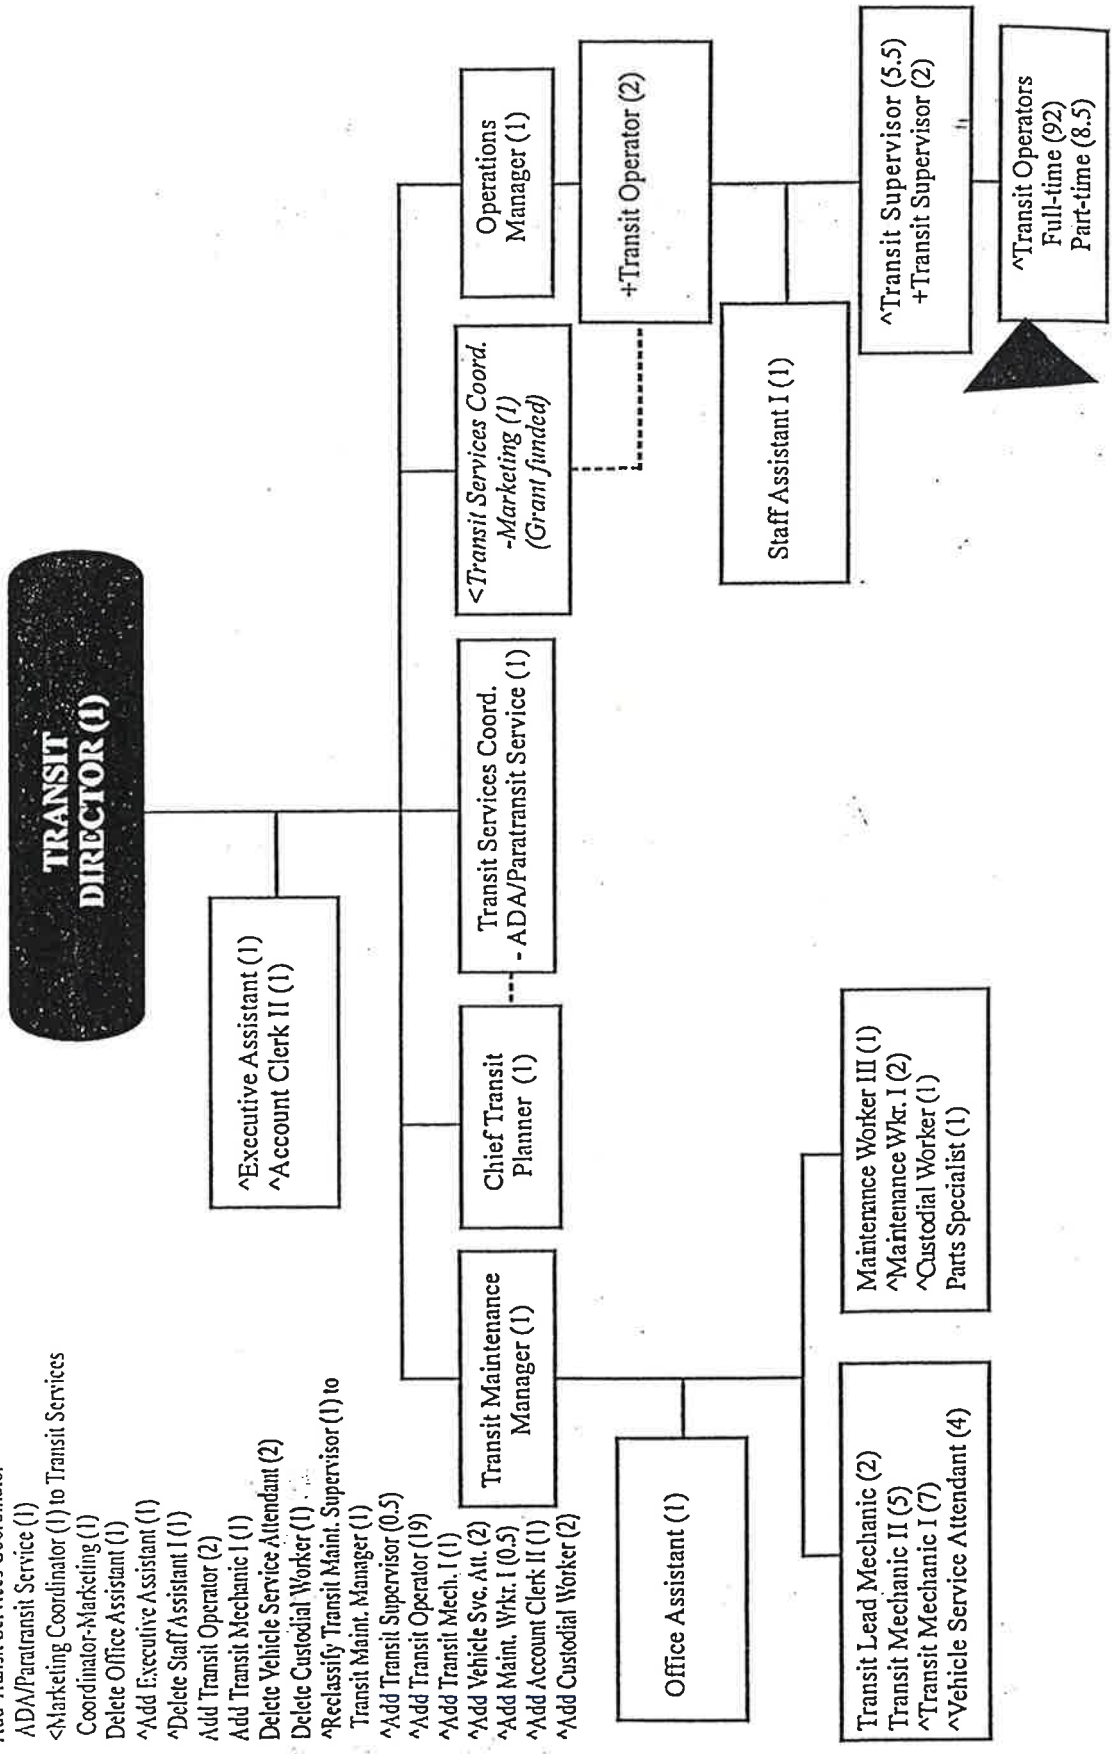 TRANSIT
DIRECTOR (1)
^Executive Assistant (1)
^Account Clerk II (1)
Transit Maintenance
Manager (1)
Chief Transit
Planner (1)
Transit Services Coord.
- ADA/Paratransit Service (1)
<Transit Services Coord.
-Marketing (1)
(Grant funded)
Operations
Manager (1)
+Transit Operator (2)
Office Assistant (1)
Staff Assistant I (1)
Transit Lead Mechanic (2)
Transit Mechanic II (5)
^Transit Mechanic I (7)
^Vehicle Service Attendant (4)
Maintenance Worker III (1)
^Maintenance Wkr. I (2)
^Custodial Worker (1)
Parts Specialist (1)
^Transit Supervisor (5.5)
+Transit Supervisor (2)
^Transit Operators
Full-time (92)
Part-time (8.5)
ADA/Paratransit Service (1)
<Marketing Coordinator (1) to Transit Services
Coordinator-Marketing (1)
Delete Office Assistant (1)
^Add Executive Assistant (1)
^Delete Staff Assistant I (1)
Add Transit Operator (2)
Add Transit Mechanic I (1)
Delete Vehicle Service Attendant (2)
Delete Custodial Worker (1)
^Reclassify Transit Maint. Supervisor (1) to
Transit Maint. Manager (1)
^Add Transit Supervisor (0.5)
^Add Transit Operator (19)
^Add Transit Mech. I (1)
^Add Vehicle Svc. Att. (2)
^Add Maint. Wrkr. I (0.5)
^Add Account Clerk II (1)
^Add Custodial Worker (2)